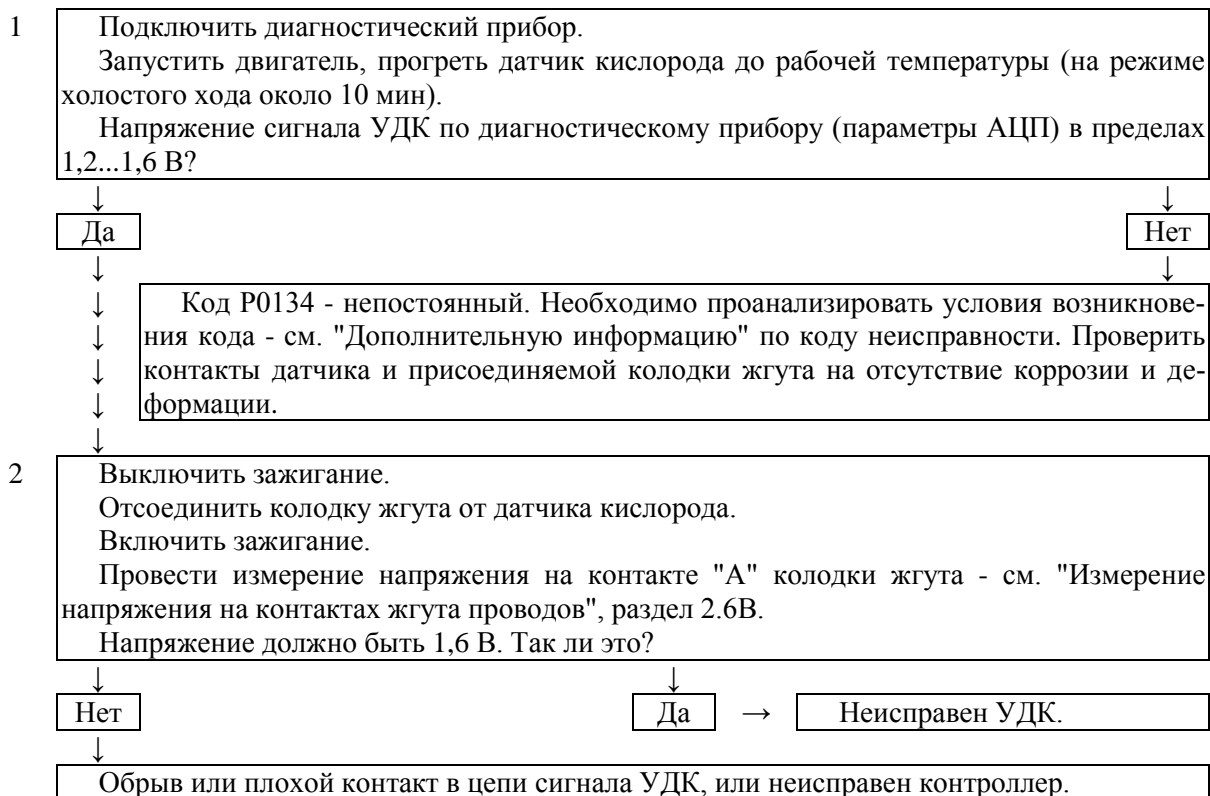 1 Подключить диагностический прибор.
Запустить двигатель, прогреть датчик кислорода до рабочей температуры (на режиме
холостого хода около 10 мин).
Напряжение сигнала УДК по диагностическому прибору (параметры АЦП) в пределах
1,2...1,6 В?
↓ ↓
Да Нет
↓ ↓
↓ Код Р0134 - непостоянный. Необходимо проанализировать условия возникнове-
↓ ния кода - см. "Дополнительную информацию" по коду неисправности. Проверить
↓ контакты датчика и присоединяемой колодки жгута на отсутствие коррозии и де-
↓ формации.
↓
2 Выключить зажигание.
Отсоединить колодку жгута от датчика кислорода.
Включить зажигание.
Провести измерение напряжения на контакте "А" колодки жгута - см. "Измерение
напряжения на контактах жгута проводов", раздел 2.6В.
Напряжение должно быть 1,6 В. Так ли это?
↓ ↓
Нет Да → Неисправен УДК.
↓
Обрыв или плохой контакт в цепи сигнала УДК, или неисправен контроллер.